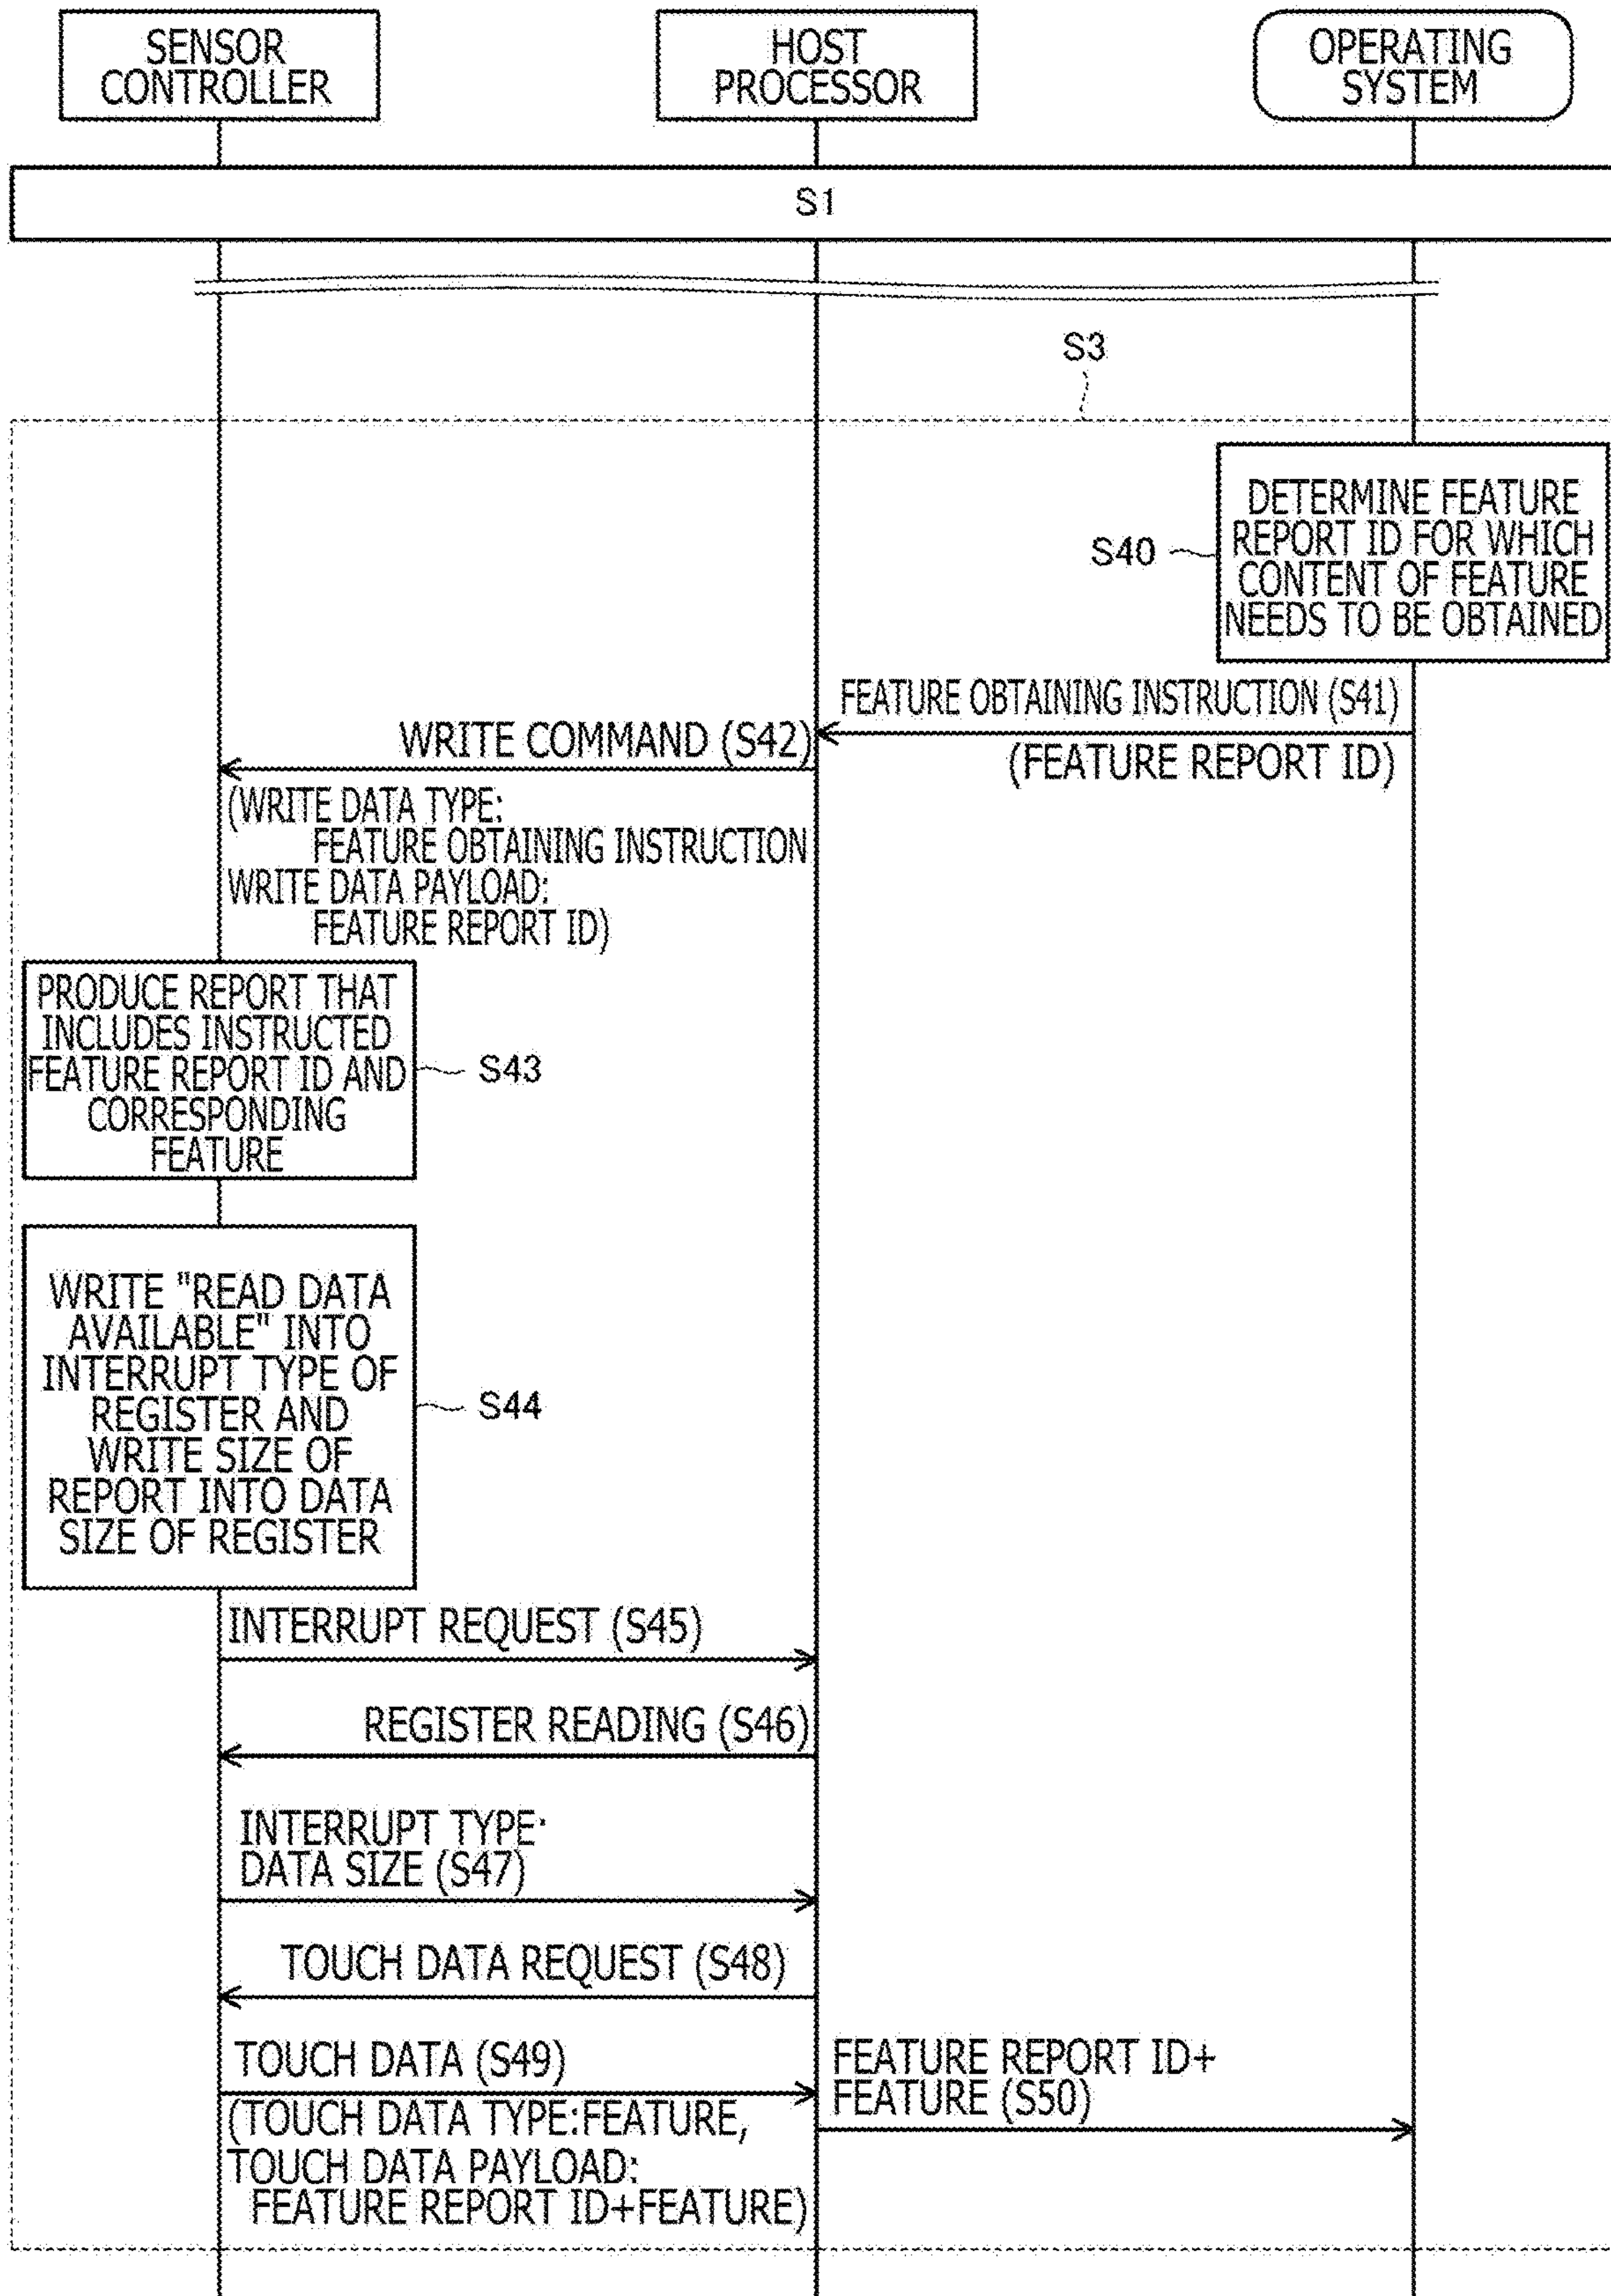 SENSOR
CONTROLLER
HOST
PROCESSOR
OPERATING
SYSTEM
S1
S3
DETERMINE FEATURE
REPORT ID FOR WHICH
CONTENT OF FEATURE
NEEDS TO BE OBTAINED
S40
FEATURE OBTAINING INSTRUCTION (S41)
(FEATURE REPORT ID)
WRITE COMMAND (S42)
(WRITE DATA TYPE:
FEATURE OBTAINING INSTRUCTION
WRITE DATA PAYLOAD:
FEATURE REPORT ID)
PRODUCE REPORT THAT
INCLUDES INSTRUCTED
FEATURE REPORT ID AND
CORRESPONDING
FEATURE
S43
WRITE "READ DATA
AVAILABLE" INTO
INTERRUPT TYPE OF
REGISTER AND
WRITE SIZE OF
REPORT INTO DATA
SIZE OF REGISTER
S44
INTERRUPT REQUEST (S45)
REGISTER READING (S46)
INTERRUPT TYPE·
DATA SIZE (S47)
TOUCH DATA REQUEST (S48)
TOUCH DATA (S49)
(TOUCH DATA TYPE:FEATURE,
TOUCH DATA PAYLOAD:
FEATURE REPORT ID+FEATURE)
FEATURE REPORT ID+
FEATURE (S50)